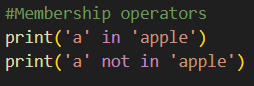 #Membership operators
print('a' in 'apple')
print('a' not in 'apple')